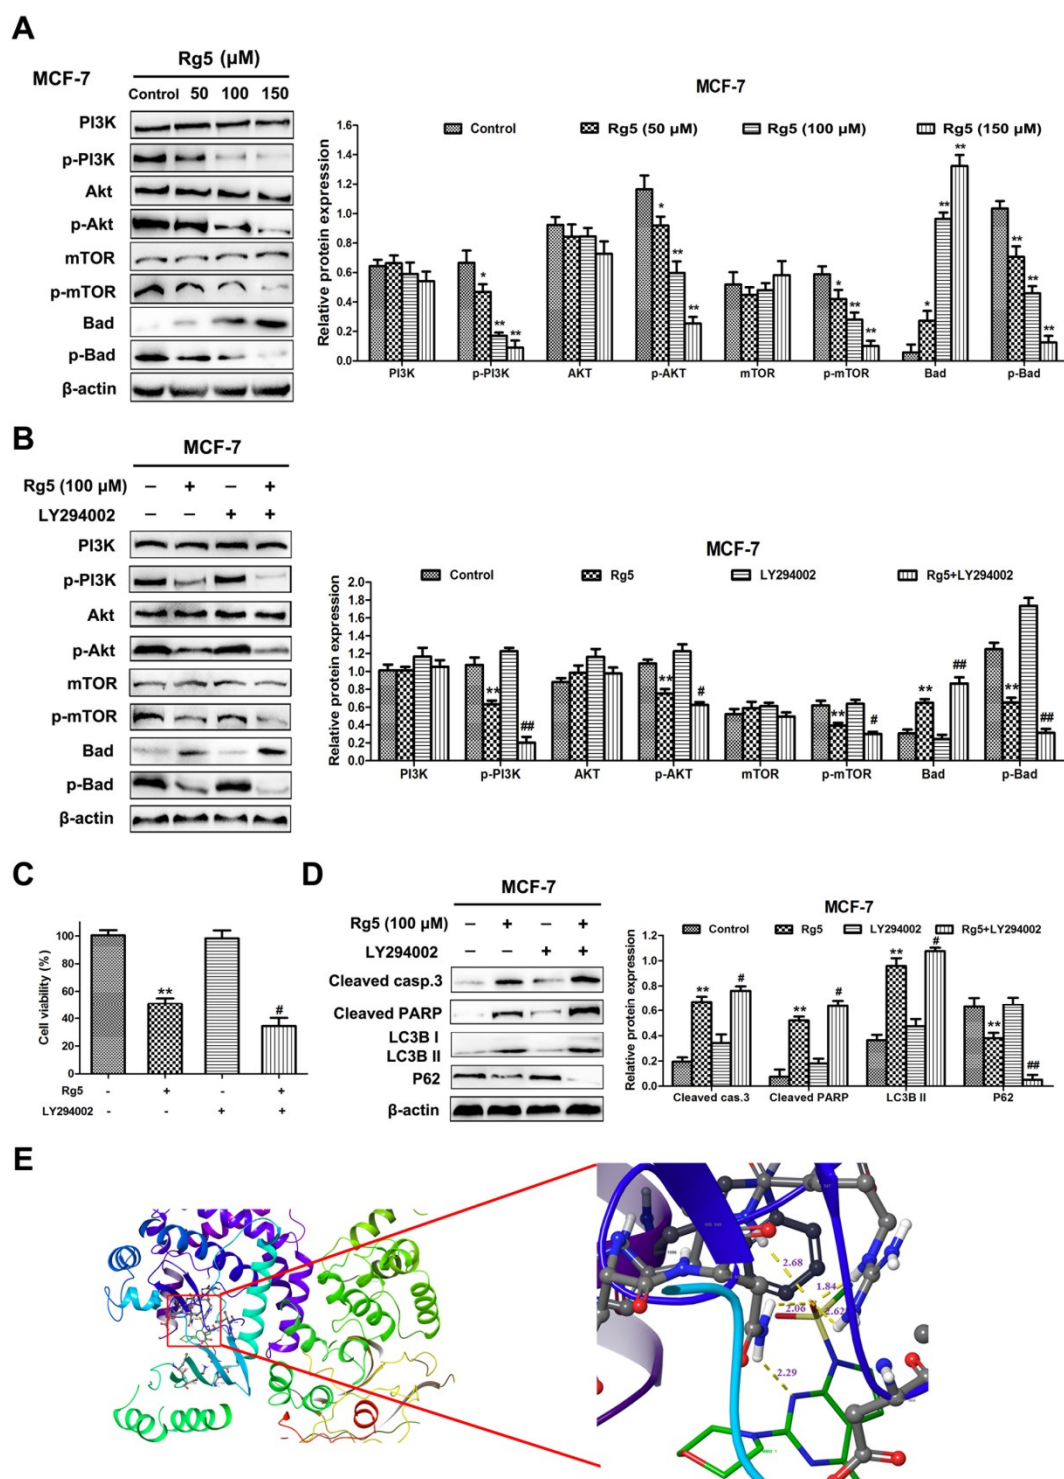 A
Rg5 (μM)
MCF-7
Control 50 100 150
PI3K
p-PI3K
Akt
p-Akt
mTOR
p-mTOR
Bad
p-Bad
β-actin
MCF-7
Control Rg5 (50 μM) Rg5 (100 μM) Rg5 (150 μM)
Relative protein expression
1.6
1.4
1.2
1.0
0.8
0.6
0.4
0.2
0.0
* ** ** * ** ** * ** ** * ** ** ** ** **
PI3K p-PI3K AKT p-AKT mTOR p-mTOR Bad p-Bad
B
MCF-7
Rg5 (100 μM) – + – +
LY294002 – – + +
PI3K
p-PI3K
Akt
p-Akt
mTOR
p-mTOR
Bad
p-Bad
β-actin
MCF-7
Control Rg5 LY294002 Rg5+LY294002
Relative protein expression
2.0
1.8
1.6
1.4
1.2
1.0
0.8
0.6
0.4
0.2
0.0
** ## ** # ** # ** ## ** ##
PI3K p-PI3K AKT p-AKT mTOR p-mTOR Bad p-Bad
C
Cell viability (%)
100
80
60
40
20
0
** #
Rg5 - + - +
LY294002 - - + +
D
MCF-7
Rg5 (100 μM) – + – +
LY294002 – – + +
Cleaved casp.3
Cleaved PARP
LC3B I
LC3B II
P62
β-actin
MCF-7
Control Rg5 LY294002 Rg5+LY294002
Relative protein expression
1.2
1.0
0.8
0.6
0.4
0.2
0.0
** # ** # ** # ** ##
Cleaved cas.3 Cleaved PARP LC3B II P62
E
2.68
1.84
2.06
2.62
2.29